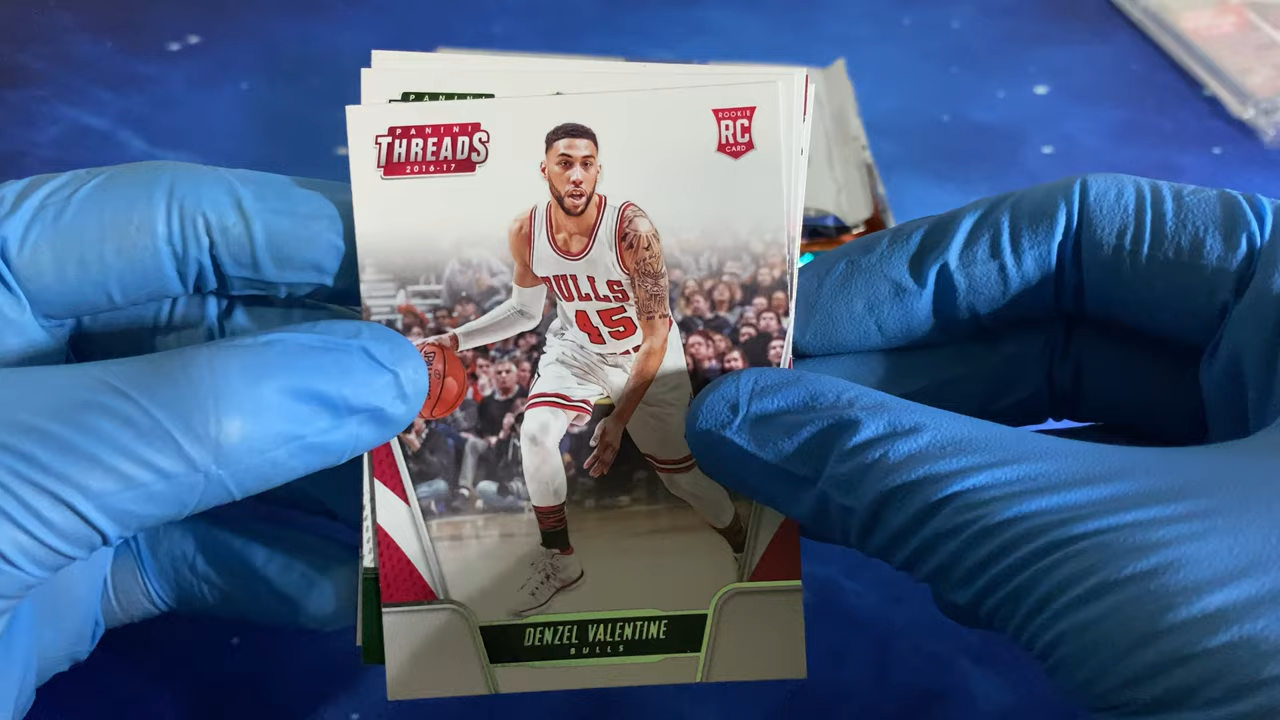 PANINI
PANINI
THREADS
2016-17
ROOKIE
RC
CARD
BULLS
45
DENZEL VALENTINE
BULLS